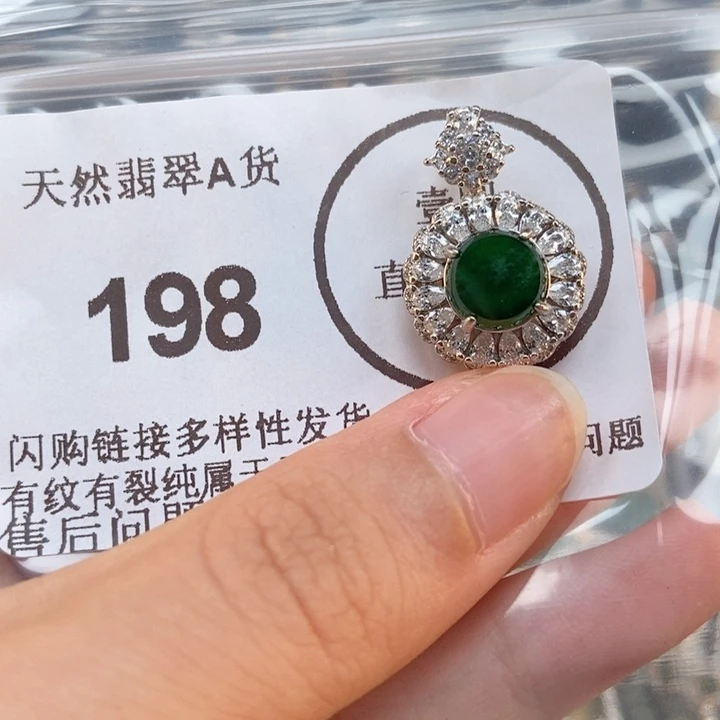 天然翡翠A货
198
壹
直
闪购链接多样性发货
有纹有裂纯属 问题
售后问题